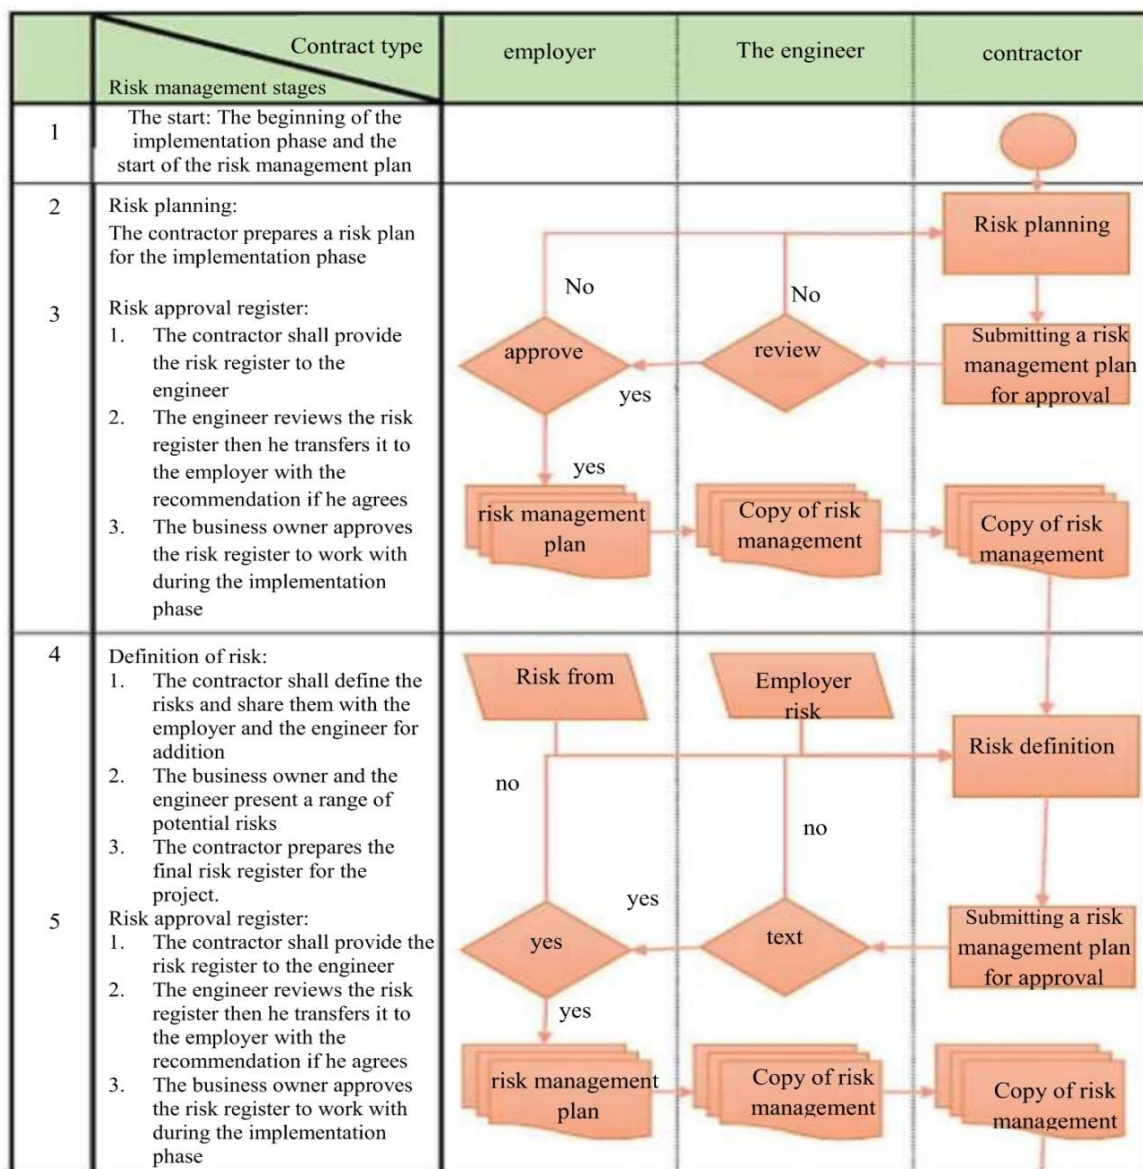 Contract type
Risk management stages
employer
The engineer
contractor
1
The start: The beginning of the
implementation phase and the
start of the risk management plan
2
Risk planning:
The contractor prepares a risk plan
for the implementation phase
Risk planning
No
No
3
Risk approval register:
1. The contractor shall provide
the risk register to the
engineer
2. The engineer reviews the risk
register then he transfers it to
the employer with the
recommendation if he agrees
3. The business owner approves
the risk register to work with
during the implementation
phase
approve
yes
review
Submitting a risk
management plan
for approval
yes
risk management
plan
Copy of risk
management
Copy of risk
management
4
Definition of risk:
1. The contractor shall define the
risks and share them with the
employer and the engineer for
addition
2. The business owner and the
engineer present a range of
potential risks
3. The contractor prepares the
final risk register for the
project.
Risk from
Employer
risk
Risk definition
no
no
5
Risk approval register:
1. The contractor shall provide the
risk register to the engineer
2. The engineer reviews the risk
register then he transfers it to
the employer with the
recommendation if he agrees
3. The business owner approves
the risk register to work with
during the implementation
phase
yes
yes
text
Submitting a risk
management plan
for approval
yes
risk management
plan
Copy of risk
management
Copy of risk
management